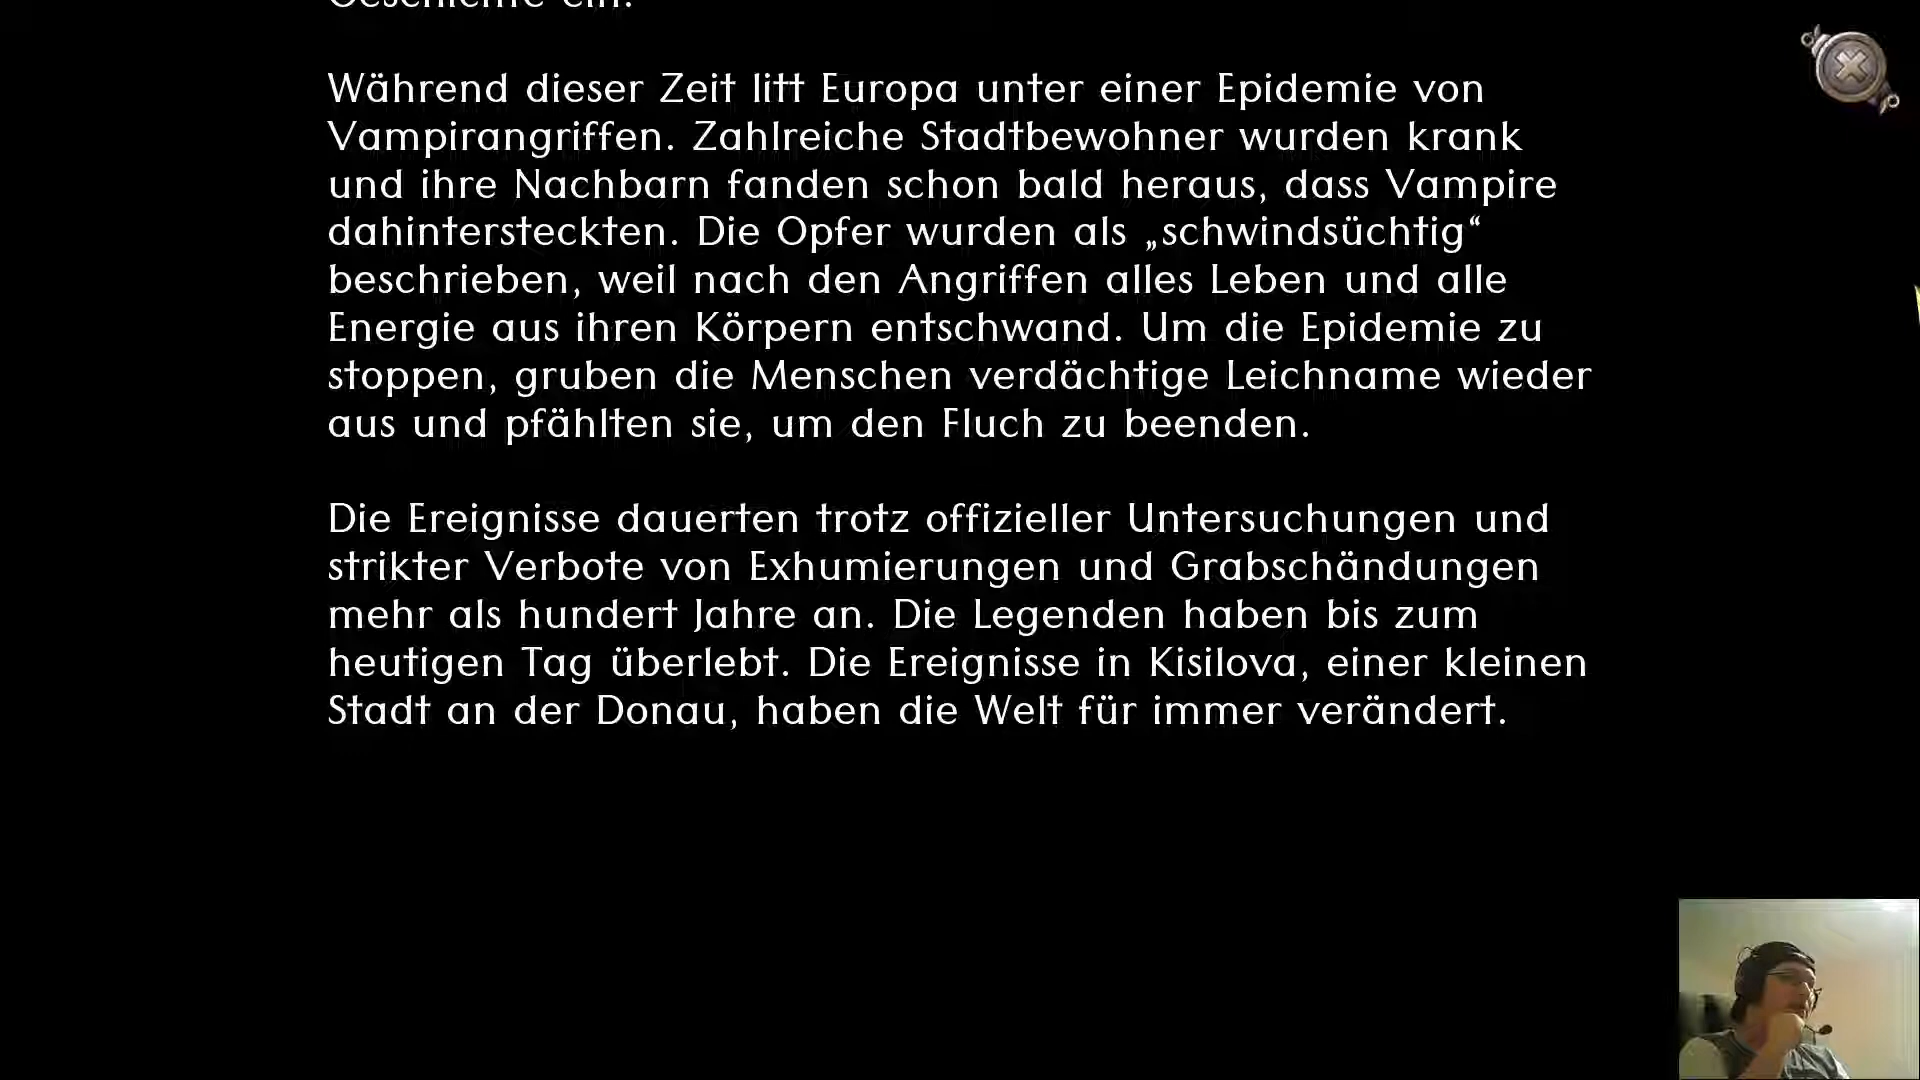 Geschichte ein.
Während dieser Zeit litt Europa unter einer Epidemie von
Vampirangriffen. Zahlreiche Stadtbewohner wurden krank
und ihre Nachbarn fanden schon bald heraus, dass Vampire
dahintersteckten. Die Opfer wurden als „schwindsüchtig“
beschrieben, weil nach den Angriffen alles Leben und alle
Energie aus ihren Körpern entschwand. Um die Epidemie zu
stoppen, gruben die Menschen verdächtige Leichname wieder
aus und pfählten sie, um den Fluch zu beenden.
Die Ereignisse dauerten trotz offizieller Untersuchungen und
strikter Verbote von Exhumierungen und Grabschändungen
mehr als hundert Jahre an. Die Legenden haben bis zum
heutigen Tag überlebt. Die Ereignisse in Kisilova, einer kleinen
Stadt an der Donau, haben die Welt für immer verändert.